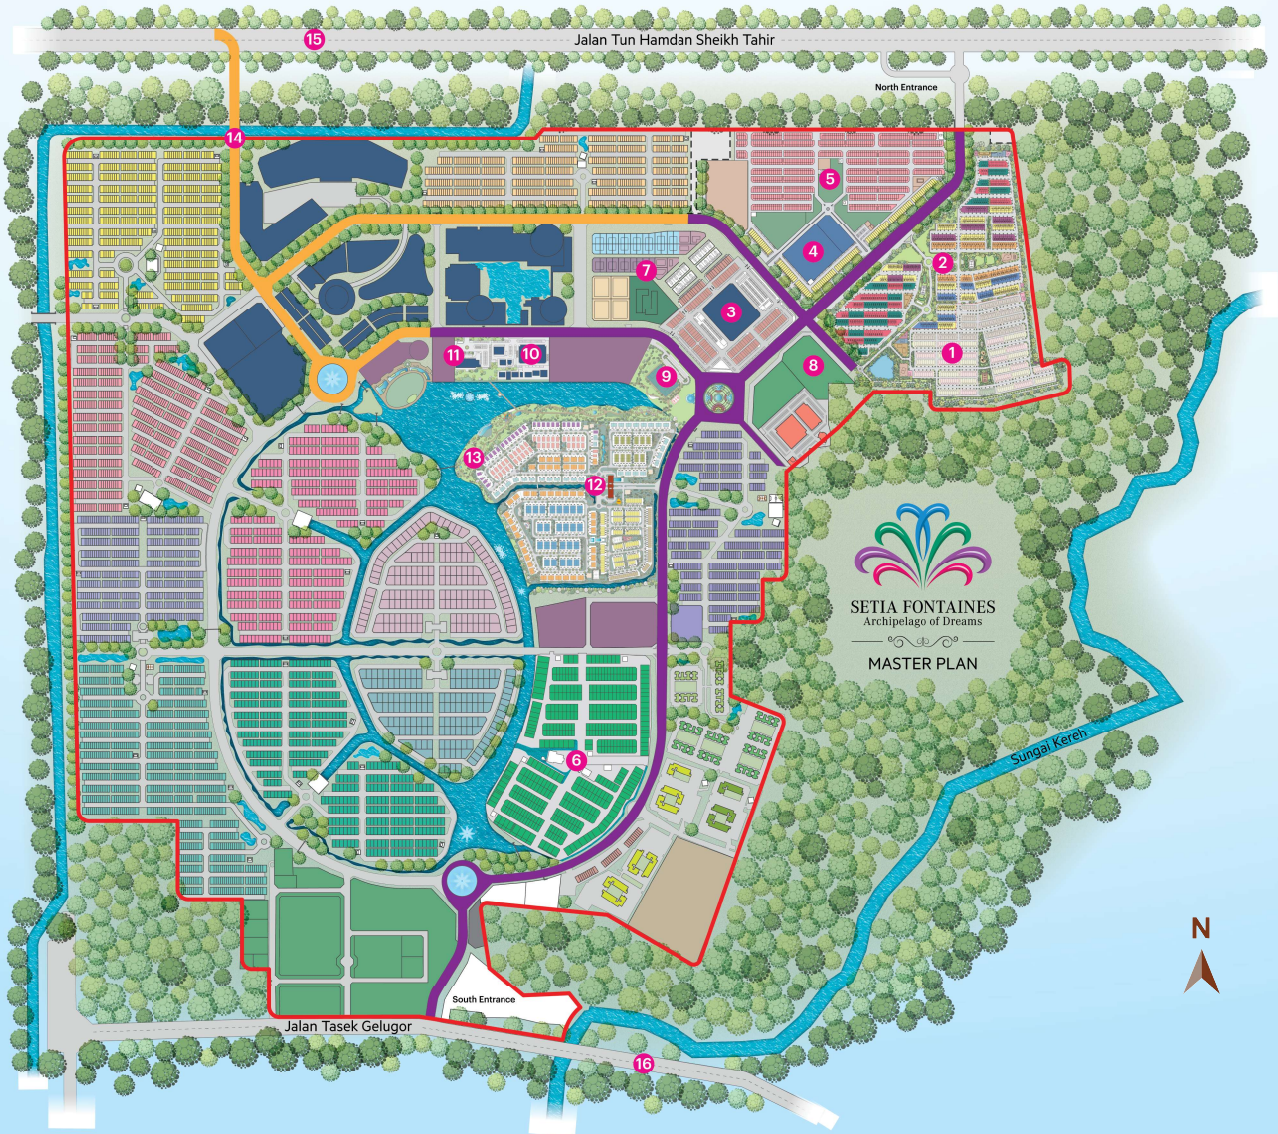 15
Jalan Tun Hamdan Sheikh Tahir
North Entrance
14
5
4
2
7
3
1
11
10
9
8
13
12
SETIA FONTAINES
Archipelago of Dreams
MASTER PLAN
6
Sungai Kereh
N
South Entrance
Jalan Tasek Gelugor
16